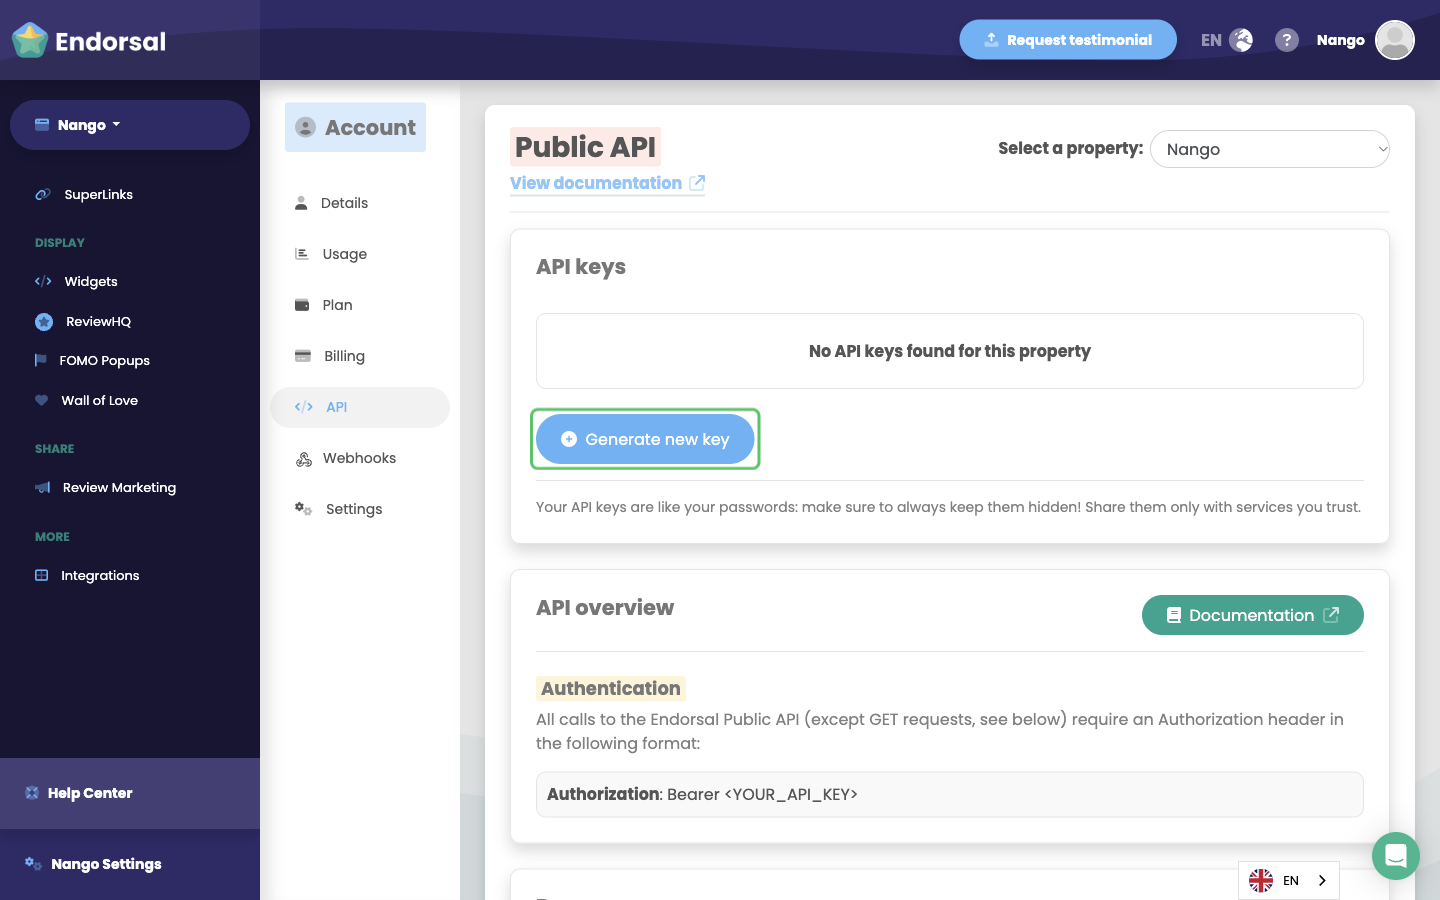 Endorsal
Request testimonial
EN
?
Nango
Nango
SuperLinks
DISPLAY
Widgets
ReviewHQ
FOMO Popups
Wall of Love
SHARE
Review Marketing
MORE
Integrations
Help Center
Nango Settings
Account
Details
Usage
Plan
Billing
API
Webhooks
Settings
Public API
View documentation
Select a property:
Nango
API keys
No API keys found for this property
Generate new key
Your API keys are like your passwords: make sure to always keep them hidden! Share them only with services you trust.
API overview
Documentation
Authentication
All calls to the Endorsal Public API (except GET requests, see below) require an Authorization header in
the following format:
Authorization: Bearer <YOUR_API_KEY>
EN